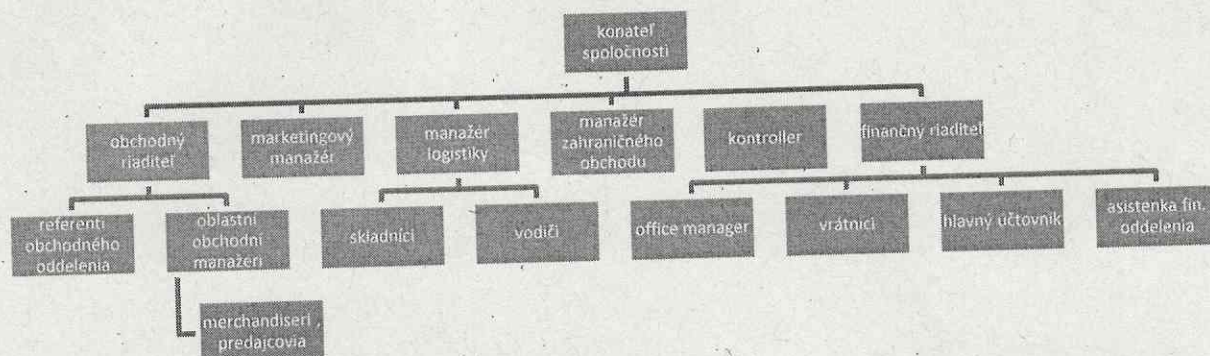 konateľ
spoločnosti
obchodný
riaditeľ
marketingový
manažér
manažér
logistiky
manažér
zahraničného
obchodu
kontroller
finančný riaditeľ
referenti
obchodného
oddelenia
oblastní
obchodní
manažéri
skladníci
vodiči
office manager
vrátnici
hlavný účtovník
asistenka fin.
oddelenia
merchandiseri ,
predajcovia